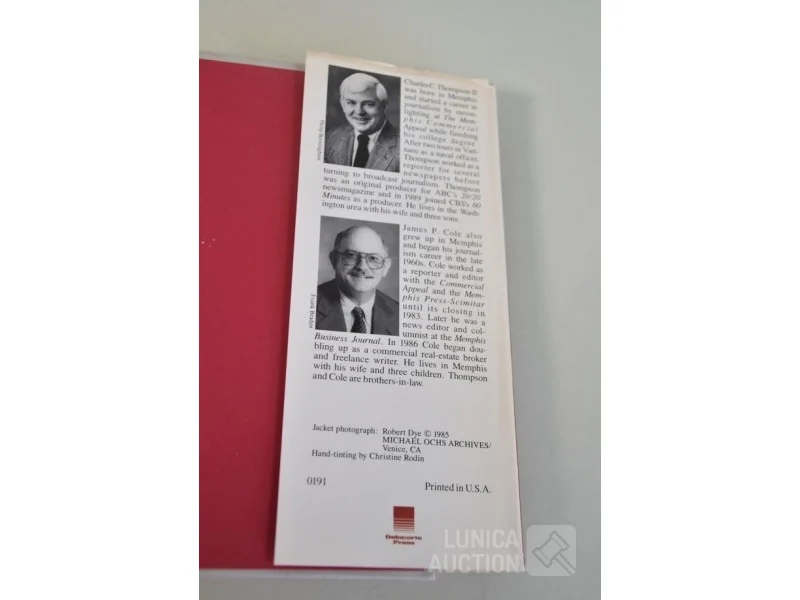 Charles C. Thompson II
was born in Memphis
and started a career in
journalism by moon-
lighting at The Mem-
phis Commercial
Appeal while finishing
his college degree.
After two tours in Viet-
nam as a naval officer,
Thompson worked as a
reporter for several
newspapers before
turning to broadcast journalism. Thompson
was an original producer for ABC's 20/20
newsmagazine and in 1989 joined CBS's 60
Minutes as a producer. He lives in the Wash-
ington area with his wife and three sons.
James P. Cole also
grew up in Memphis
and began his journal-
ism career in the late
1960s. Cole worked as
a reporter and editor
with the Commercial
Appeal and the Mem-
phis Press-Scimitar
until its closing in
1983. Later he was a
news editor and col-
umnist at the Memphis
Business Journal. In 1986 Cole began dou-
bling up as a commercial real-estate broker
and freelance writer. He lives in Memphis
with his wife and three children. Thompson
and Cole are brothers-in-law.
Jacket photograph: Robert Dye © 1985
MICHAEL OCHS ARCHIVES/
Venice, CA
Hand-tinting by Christine Rodin
0191
Printed in U.S.A.
Delacorte
Press
LUNICA
AUCTION